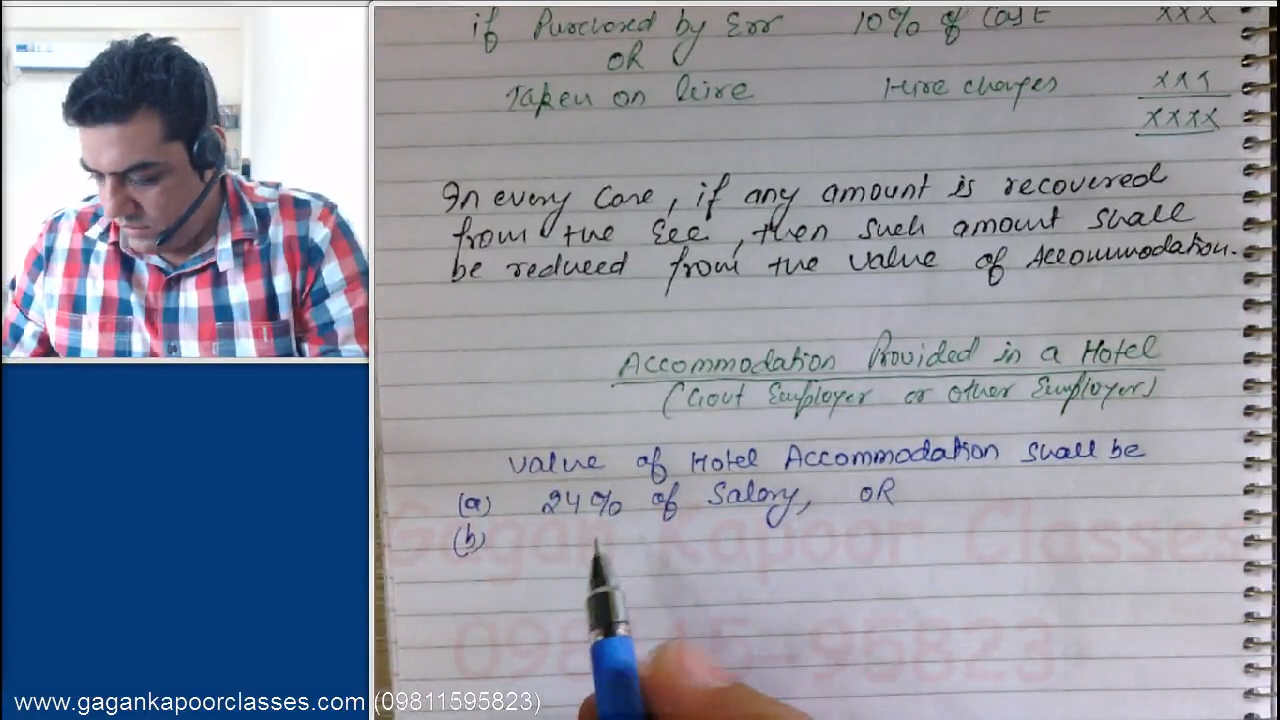 if Purchased by Err 10% of Cost xxx
OR
Taken on hire Hire charges xxx
xxxx
In every Case, if any amount is recovered
from the Eee, then such amount shall
be reduced from the value of Accommodation.
Accommodation Provided in a Hotel
(Govt Employer or other Employer)
value of Hotel Accommodation shall be
(a) 24% of Salary, OR
(b)
Gagan Kapoor Classes
www.gagankapoorclasses.com (09811595823)